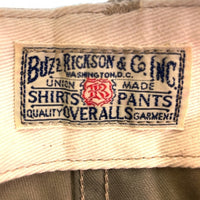 BUZZ RICKSON & CO INC.
WASHINGTON, D.C.
UNION MADE
SHIRTS R PANTS
QUALITY OVERALLS GARMENT